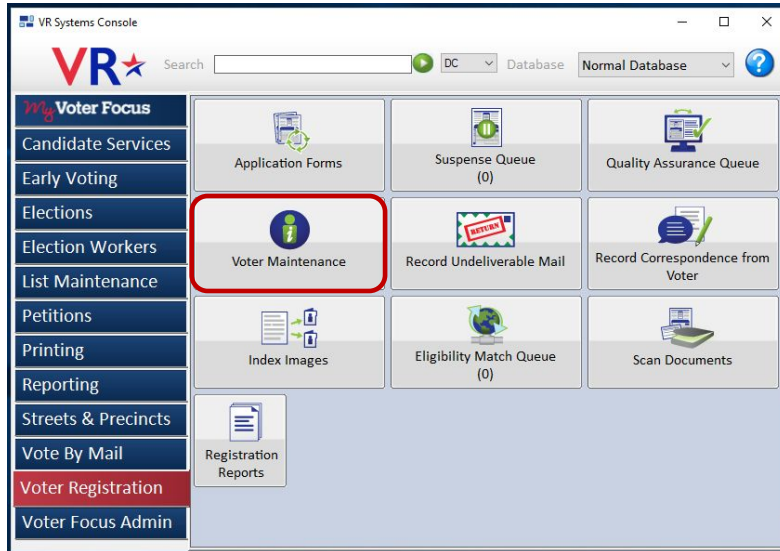 VR Systems Console
VR
Search
DC
Database
Normal Database
?
My Voter Focus
Candidate Services
Early Voting
Elections
Election Workers
List Maintenance
Petitions
Printing
Reporting
Streets & Precincts
Vote By Mail
Voter Registration
Voter Focus Admin
Application Forms
Suspense Queue
(0)
Quality Assurance Queue
i
Voter Maintenance
RETURN
Record Undeliverable Mail
Record Correspondence from
Voter
Index Images
Eligibility Match Queue
(0)
Scan Documents
Registration
Reports